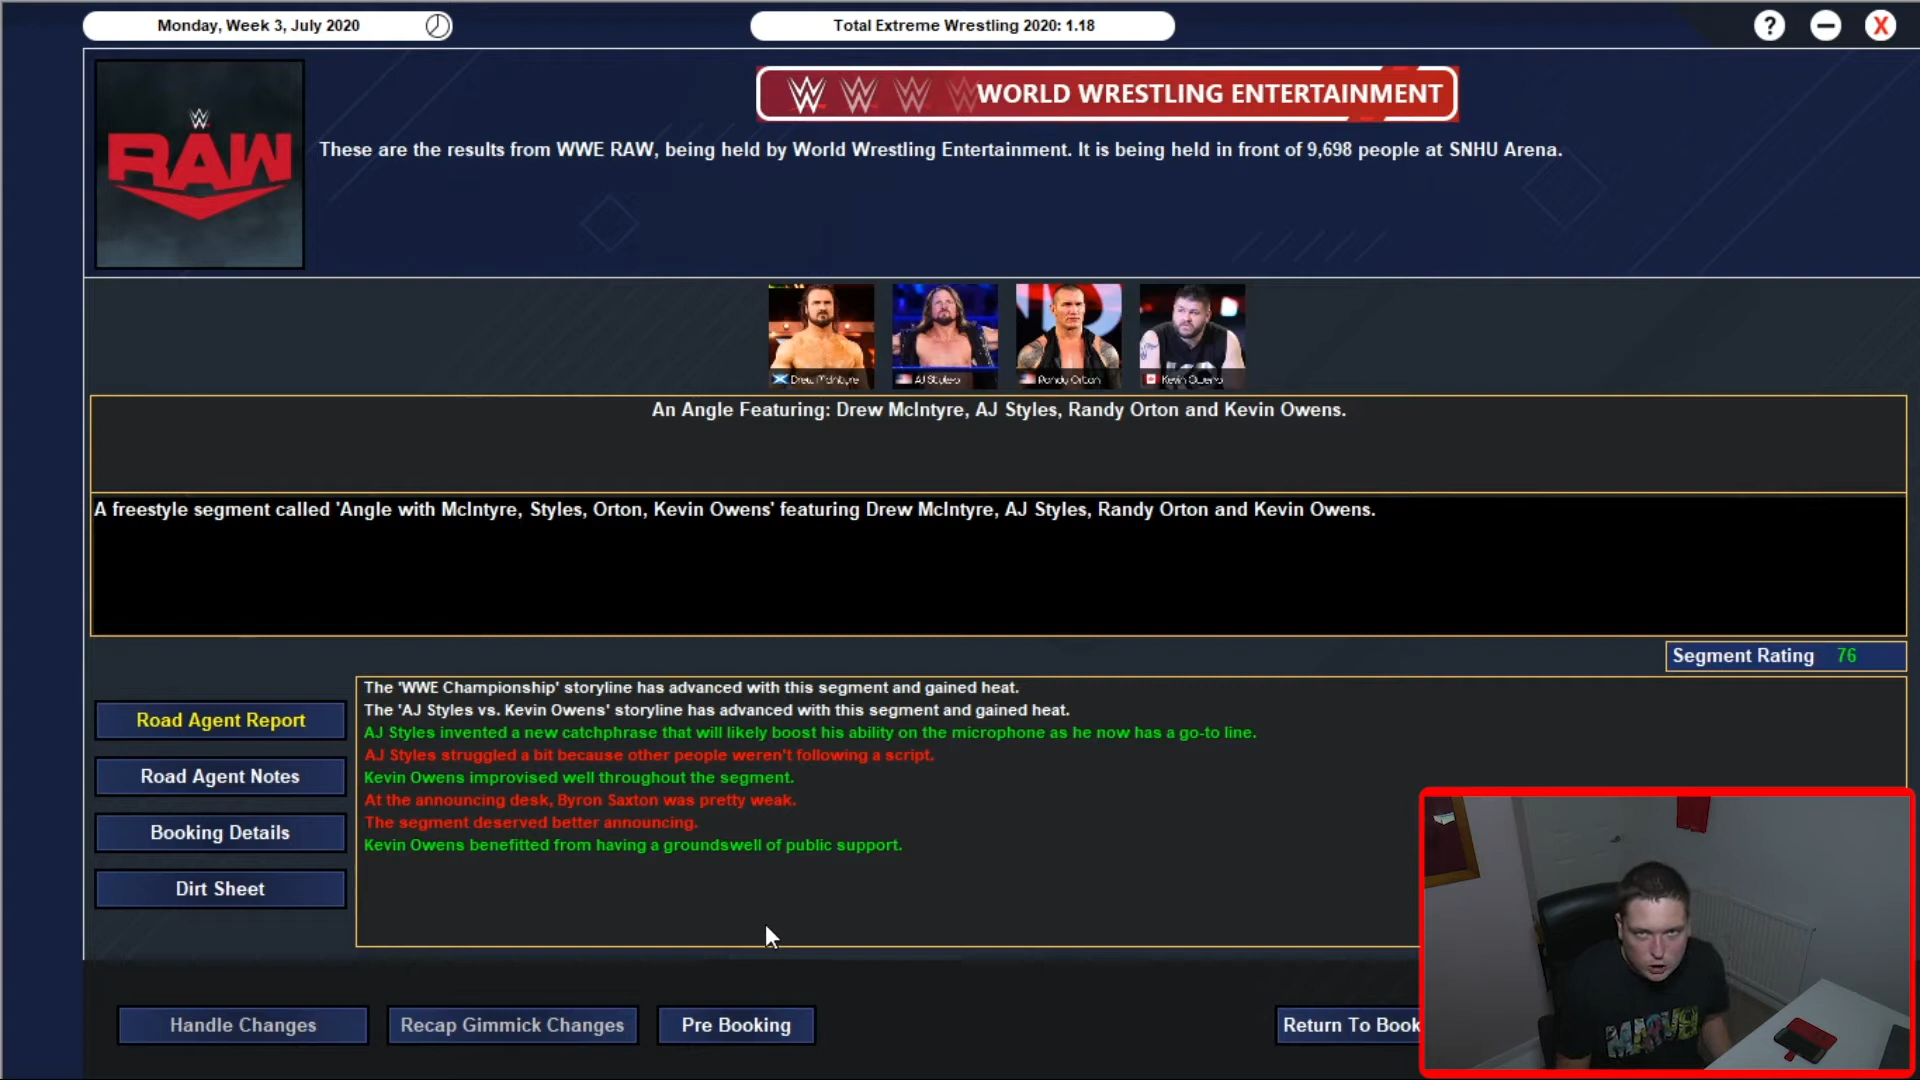 Monday, Week 3, July 2020
Total Extreme Wrestling 2020: 1.18
?
X
WORLD WRESTLING ENTERTAINMENT
RAW
These are the results from WWE RAW, being held by World Wrestling Entertainment. It is being held in front of 9,698 people at SNHU Arena.
Drew McIntyre
AJ Styles
Randy Orton
Kevin Owens
An Angle Featuring: Drew McIntyre, AJ Styles, Randy Orton and Kevin Owens.
A freestyle segment called 'Angle with McIntyre, Styles, Orton, Kevin Owens' featuring Drew McIntyre, AJ Styles, Randy Orton and Kevin Owens.
Segment Rating 76
The 'WWE Championship' storyline has advanced with this segment and gained heat.
The 'AJ Styles vs. Kevin Owens' storyline has advanced with this segment and gained heat.
AJ Styles invented a new catchphrase that will likely boost his ability on the microphone as he now has a go-to line.
AJ Styles struggled a bit because other people weren't following a script.
Kevin Owens improvised well throughout the segment.
At the announcing desk, Byron Saxton was pretty weak.
The segment deserved better announcing.
Kevin Owens benefitted from having a groundswell of public support.
Road Agent Report
Road Agent Notes
Booking Details
Dirt Sheet
Handle Changes
Recap Gimmick Changes
Pre Booking
Return To Book